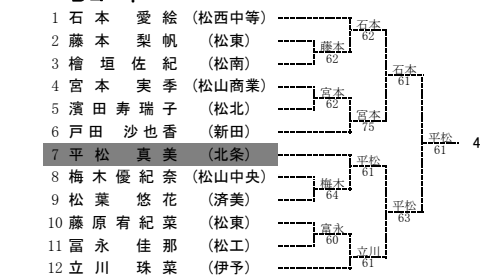 1 石本 愛絵 (松西中等)
2 藤本 梨帆 (松東)
3 檜垣佐紀 (松南)
4 宮本 実季 (松山商業)
5 濱田寿瑞子 (松北)
6 戸田 沙也香 (新田)
7 平松 真美 (北条)
8 梅木優紀奈 (松山中央)
9 松葉 悠花 (済美)
10 藤原宥紀菜 (松東)
11 冨永 佳那 (松工)
12 立川 珠菜 (伊予)
藤本
62
宮本
62
梅木
64
冨永
60
石本
62
宮本
75
平松
61
立川
61
石本
61
平松
63
平松
61
4